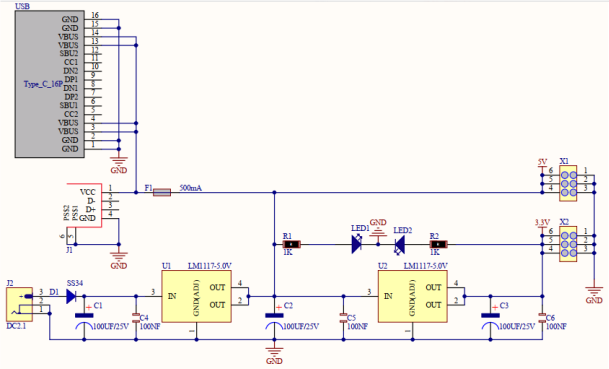 USB
GND 16
GND 15
VBUS 14
VBUS 13
SBU2 12
CC1 11
DN2 10
DP1 9
Type_C_16P
DN1 8
DP2 7
SBU1 6
CC2 5
VBUS 4
VBUS 3
GND 2
GND 1
GND
VCC 1
D- 2
D+ 3
GND 4
PSS2 PSS1
6 5
J1
GND
F1 500mA
5V X1
6 1
5 2
4 3
3.3V X2
6 1
5 2
4 3
GND
R1 1K
LED1
GND
LED2
R2 1K
J2
3 D1 SS34
2
1
DC2.1
C1
100UF/25V
C4
100NF
U1 LM1117-5.0V
3 IN
OUT 4
OUT 2
GND(ADJ)
1
C2
100UF/25V
GND
C5
100NF
U2 LM1117-5.0V
3 IN
OUT 4
OUT 2
GND(ADJ)
1
C3
100UF/25V
C6
100NF